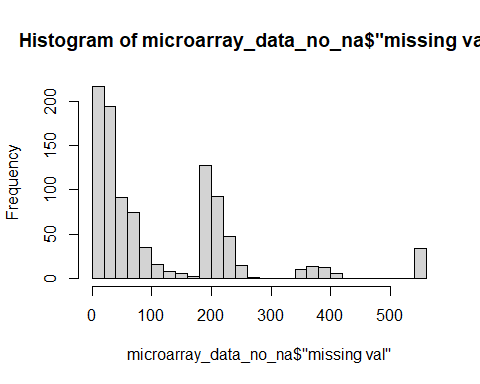 Histogram of microarray_data_no_na$"missing va
Frequency
200
150
100
50
0
0 100 200 300 400 500
microarray_data_no_na$"missing val"